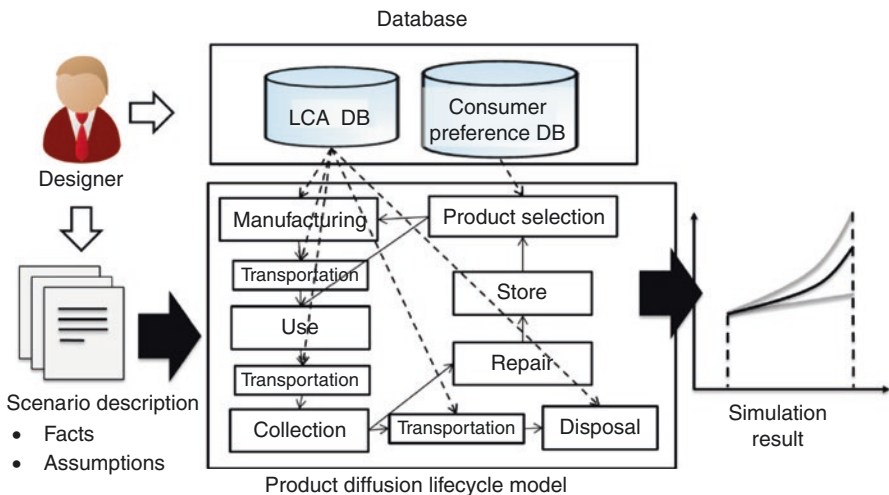 Database
LCA DB
Consumer
preference DB
Designer
Manufacturing
Product selection
Transportation
Store
Use
Repair
Transportation
Scenario description
Collection
Transportation
Disposal
Simulation
result
• Facts
• Assumptions
Product diffusion lifecycle model